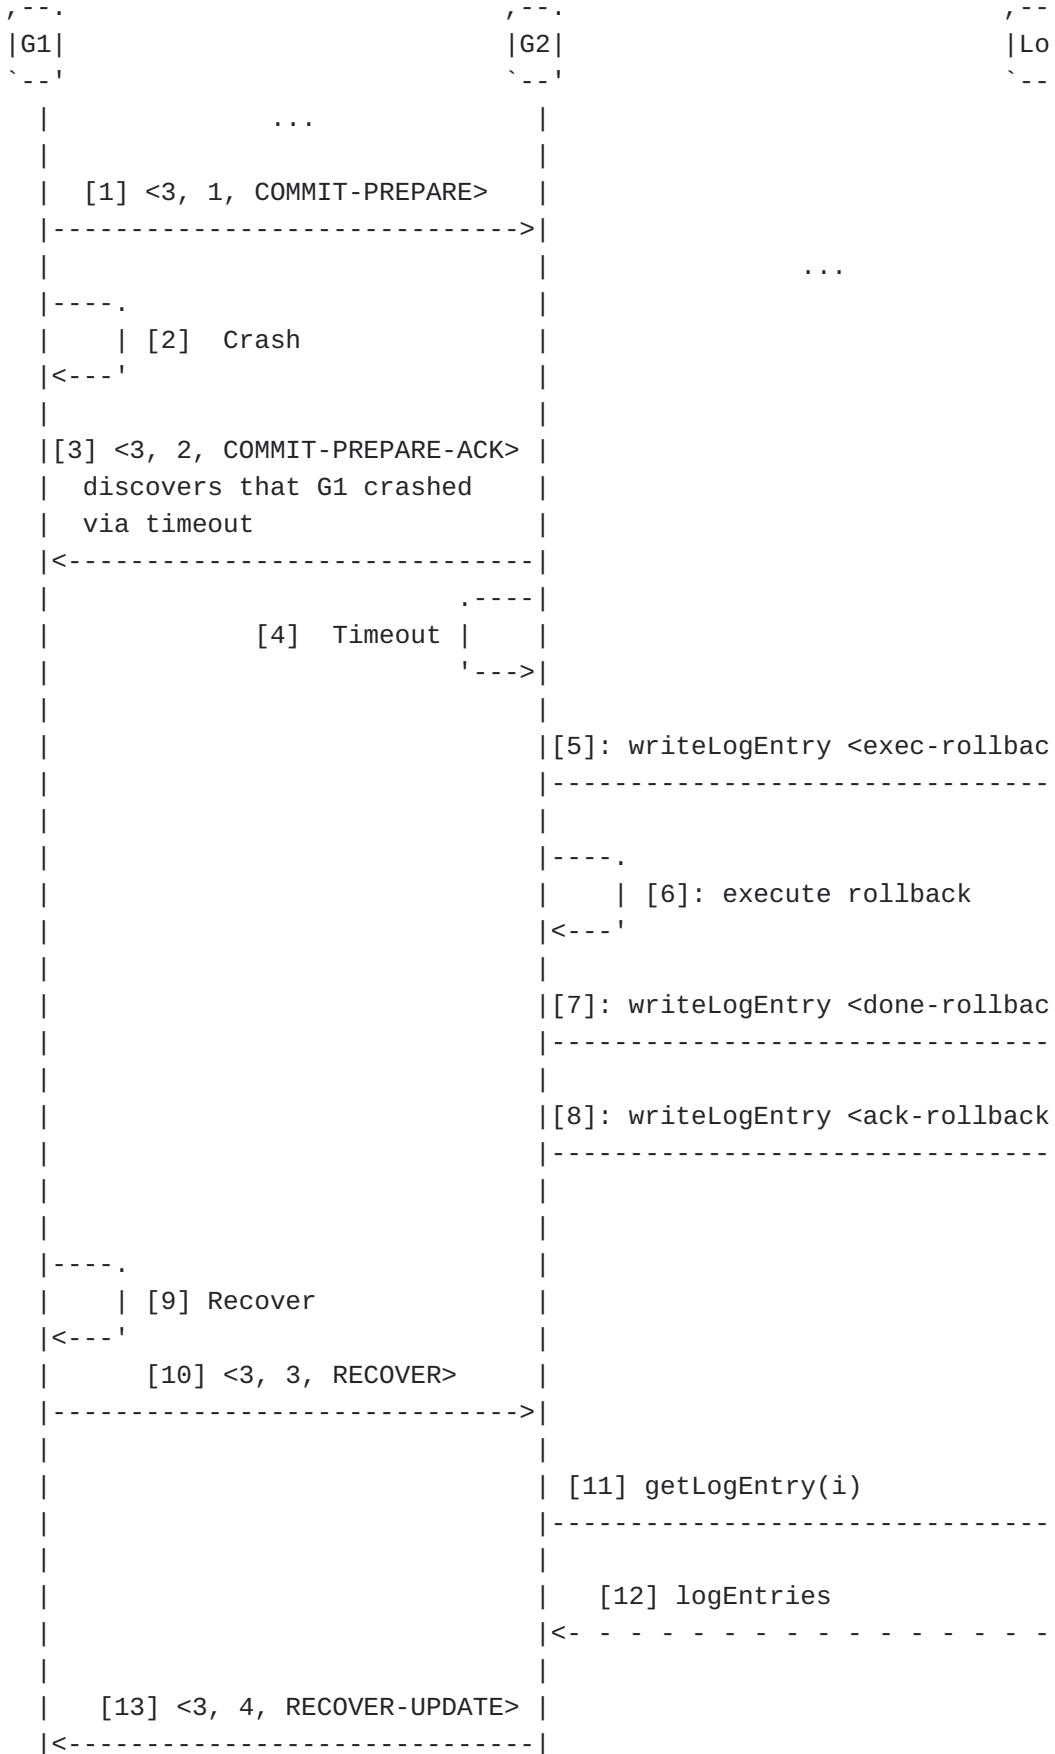 ,--.                            ,--.                            ,--
|G1|                            |G2|                            |Lo
`--'                            `--'                            `--
  |              ...              |
  |                               |
  |  [1] <3, 1, COMMIT-PREPARE>   |
  |------------------------------>|
  |                               |                ...
  |----.                          |
  |    | [2]  Crash               |
  |<---'                          |
  |                               |
  |[3] <3, 2, COMMIT-PREPARE-ACK> |
  |  discovers that G1 crashed    |
  |  via timeout                  |
  |<------------------------------|
  |                          .----|
  |             [4]  Timeout |    |
  |                          '--->|
  |                               |
  |                               |[5]: writeLogEntry <exec-rollbac
  |                               |--------------------------------
  |                               |
  |                               |----.
  |                               |    | [6]: execute rollback
  |                               |<---'
  |                               |
  |                               |[7]: writeLogEntry <done-rollbac
  |                               |--------------------------------
  |                               |
  |                               |[8]: writeLogEntry <ack-rollback
  |                               |--------------------------------
  |                               |
  |                               |
  |----.                          |
  |    | [9] Recover              |
  |<---'                          |
  |      [10] <3, 3, RECOVER>     |
  |------------------------------>|
  |                               |
  |                               | [11] getLogEntry(i)
  |                               |--------------------------------
  |                               |
  |                               |   [12] logEntries
  |                               |<- - - - - - - - - - - - - - - -
  |                               |
  |   [13] <3, 4, RECOVER-UPDATE> |
  |<------------------------------|